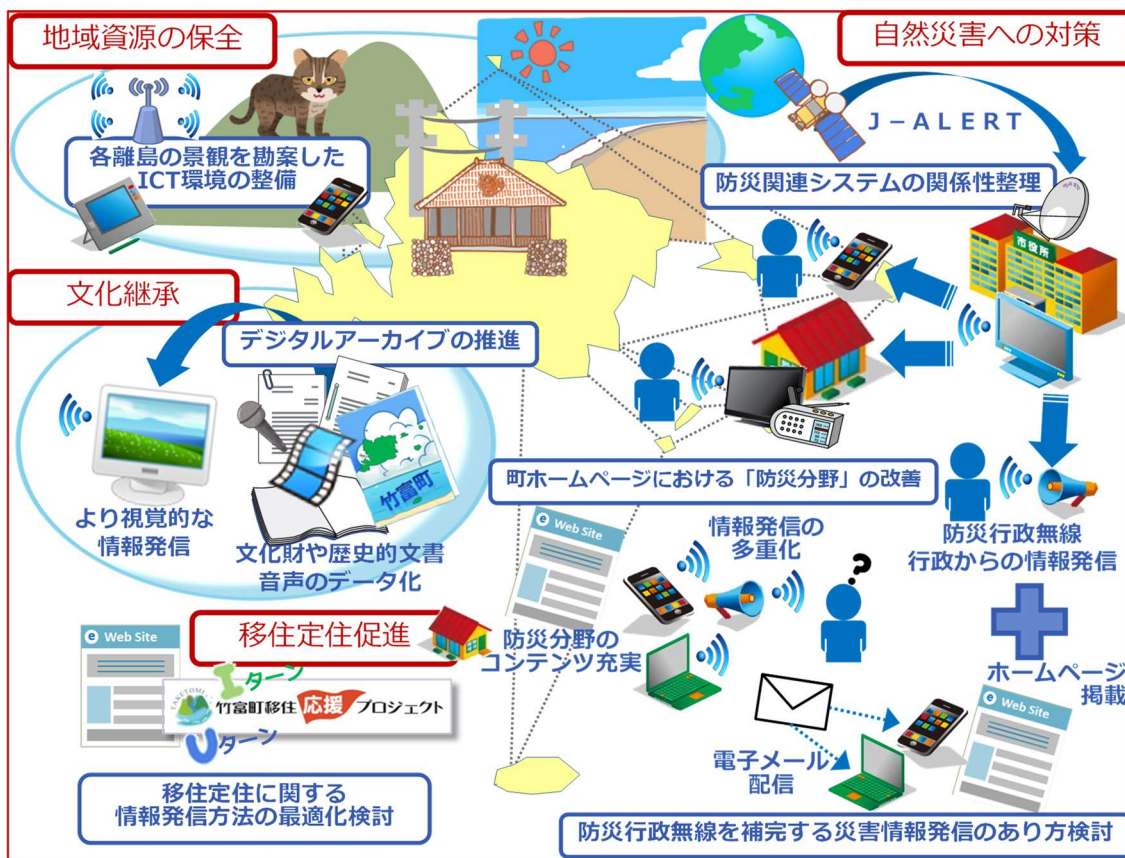 地域資源の保全
各離島の景観を勘案した
ICT環境の整備
自然災害への対策
J-ALERT
防災関連システムの関係性整理
市役所
文化継承
デジタルアーカイブの推進
竹富町
より視覚的な
情報発信
文化財や歴史的文書
音声のデータ化
町ホームページにおける「防災分野」の改善
防災行政無線
行政からの情報発信
e Web Site
情報発信の
多重化
?
防災分野の
コンテンツ充実
ホームページ
掲載
e Web Site
電子メール
配信
防災行政無線を補完する災害情報発信のあり方検討
移住定住促進
e Web Site
Iターン
TAKETOMI
竹富町移住応援プロジェクト
Uターン
移住定住に関する
情報発信方法の最適化検討